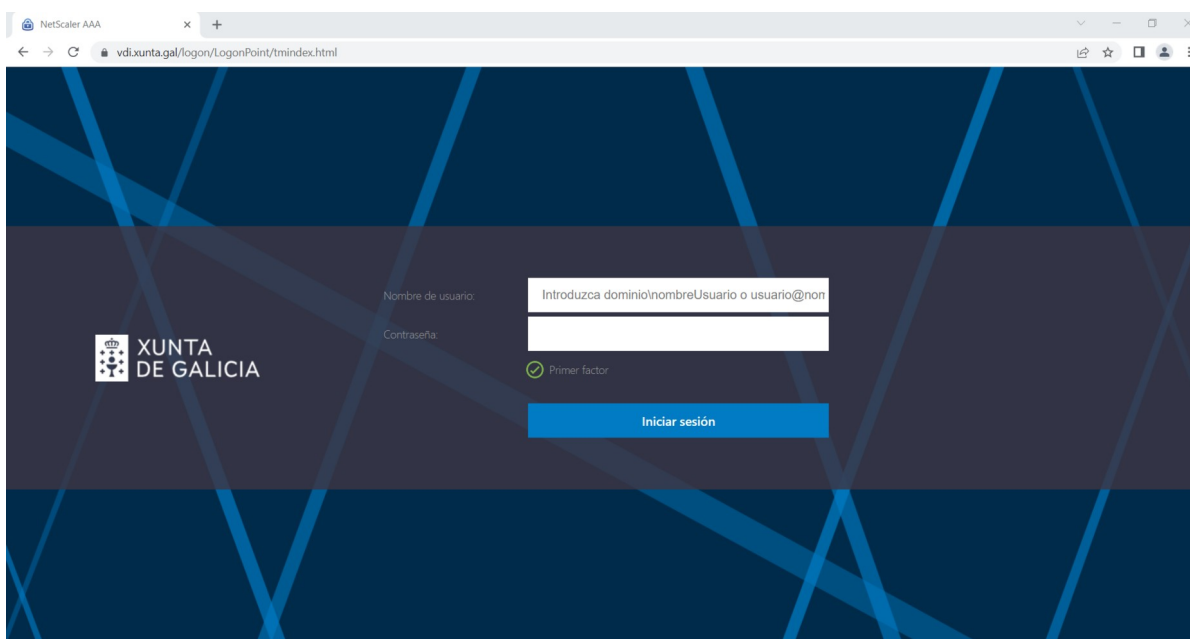 NetScaler AAA
vdi.xunta.gal/logon/LogonPoint/tmindex.html
Nombre de usuario:
Introduzca dominio\nombreUsuario o usuario@nom
Contraseña:
Primer factor
XUNTA
DE GALICIA
Iniciar sesión